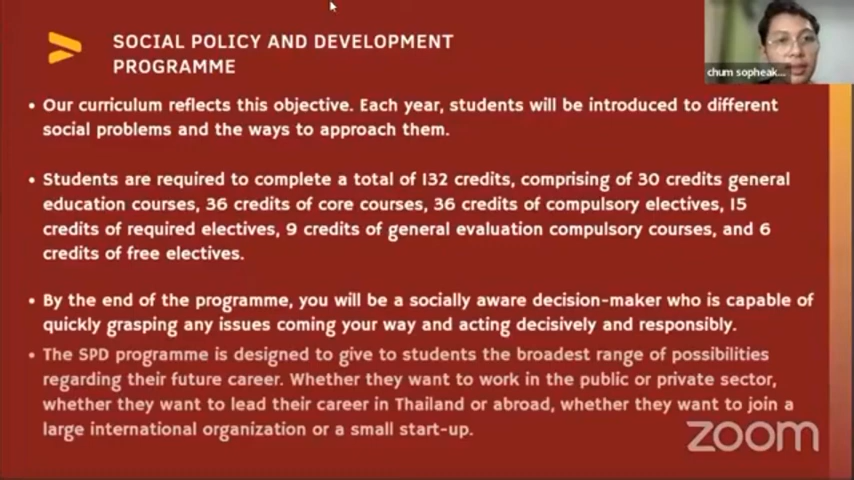 SOCIAL POLICY AND DEVELOPMENT
PROGRAMME
chum sopheak...
• Our curriculum reflects this objective. Each year, students will be introduced to different
social problems and the ways to approach them.
• Students are required to complete a total of 132 credits, comprising of 30 credits general
education courses, 36 credits of core courses, 36 credits of compulsory electives, 15
credits of required electives, 9 credits of general evaluation compulsory courses, and 6
credits of free electives.
• By the end of the programme, you will be a socially aware decision-maker who is capable of
quickly grasping any issues coming your way and acting decisively and responsibly.
• The SPD programme is designed to give to students the broadest range of possibilities
regarding their future career. Whether they want to work in the public or private sector,
whether they want to lead their career in Thailand or abroad, whether they want to join a
large international organization or a small start-up.
zoom